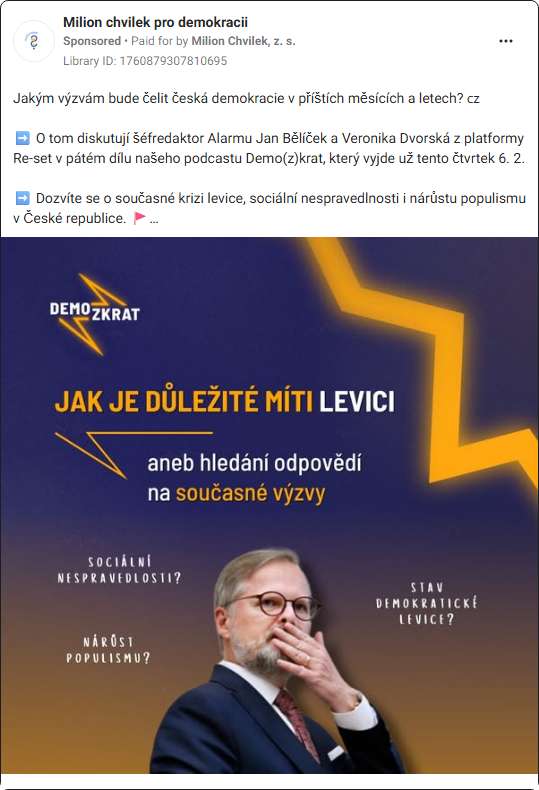 Milion chvilek pro demokracii
Sponsored • Paid for by Milion Chvilek, z. s.
Library ID: 1760879307810695
Jakým výzvám bude čelit česká demokracie v příštích měsících a letech? cz
➡️ O tom diskutují šéfredaktor Alarmu Jan Bělíček a Veronika Dvorská z platformy
Re-set v pátém dílu našeho podcastu Demo(z)krat, který vyjde už tento čtvrtek 6. 2.
➡️ Dozvíte se o současné krizi levice, sociální nespravedlnosti i nárůstu populismu
v České republice. 🚩 ...
DEMO
ZKRAT
JAK JE DŮLEŽITÉ MÍTI LEVICI
aneb hledání odpovědí
na současné výzvy
SOCIÁLNÍ
NESPRAVEDLOSTI?
STAV
DEMOKRATICKÉ
LEVICE?
NÁRŮST
POPULISMU?